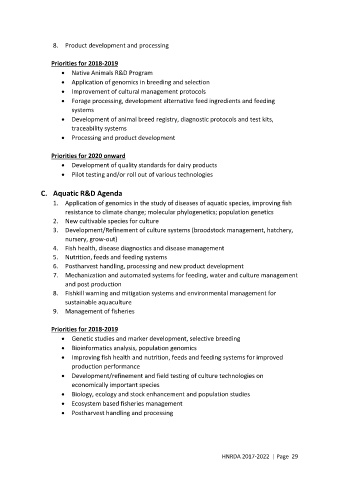 8. Product development and processing
Priorities for 2018-2019
• Native Animals R&D Program
• Application of genomics in breeding and selection
• Improvement of cultural management protocols
• Forage processing, development alternative feed ingredients and feeding
systems
• Development of animal breed registry, diagnostic protocols and test kits,
traceability systems
• Processing and product development
Priorities for 2020 onward
• Development of quality standards for dairy products
• Pilot testing and/or roll out of various technologies
C. Aquatic R&D Agenda
1. Application of genomics in the study of diseases of aquatic species, improving fish
resistance to climate change; molecular phylogenetics; population genetics
2. New cultivable species for culture
3. Development/Refinement of culture systems (broodstock management, hatchery,
nursery, grow-out)
4. Fish health, disease diagnostics and disease management
5. Nutrition, feeds and feeding systems
6. Postharvest handling, processing and new product development
7. Mechanization and automated systems for feeding, water and culture management
and post production
8. Fishkill warning and mitigation systems and environmental management for
sustainable aquaculture
9. Management of fisheries
Priorities for 2018-2019
• Genetic studies and marker development, selective breeding
• Bioinformatics analysis, population genomics
• Improving fish health and nutrition, feeds and feeding systems for improved
production performance
• Development/refinement and field testing of culture technologies on
economically important species
• Biology, ecology and stock enhancement and population studies
• Ecosystem based fisheries management
• Postharvest handling and processing
HNRDA 2017-2022 | Page 29